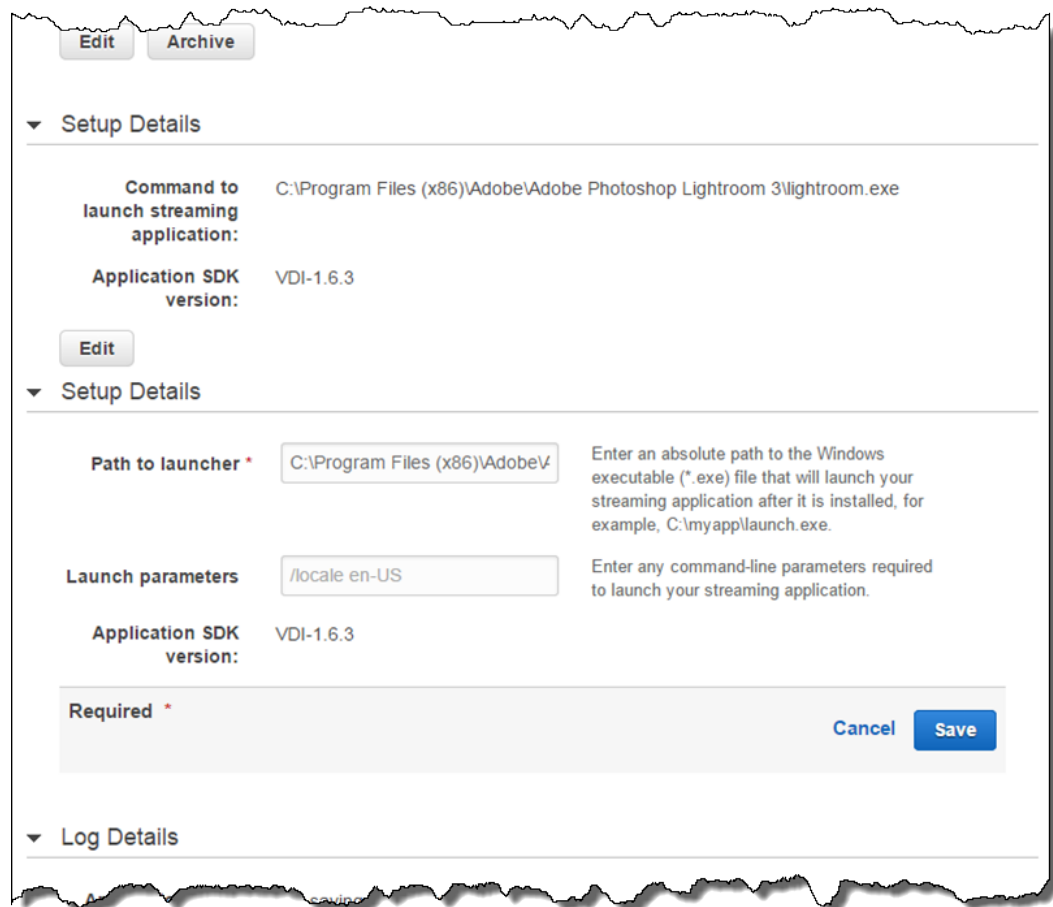 Edit Archive
Setup Details
Command to
launch streaming
application:
C:\Program Files (x86)\Adobe\Adobe Photoshop Lightroom 3\lightroom.exe
Application SDK
version:
VDI-1.6.3
Edit
Setup Details
Path to launcher *
C:\Program Files (x86)\Adobe\A
Enter an absolute path to the Windows
executable (*.exe) file that will launch your
streaming application after it is installed, for
example, C:\myapp\launch.exe.
Launch parameters
/locale en-US
Enter any command-line parameters required
to launch your streaming application.
Application SDK
version:
VDI-1.6.3
Required *
Cancel Save
Log Details